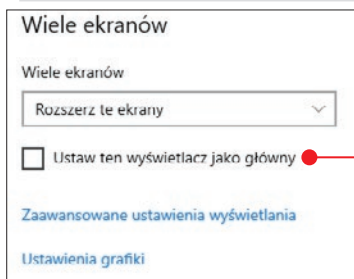 Wiele ekranów
Wiele ekranów
Rozszerz te ekrany
Ustaw ten wyświetlacz jako główny
Zaawansowane ustawienia wyświetlania
Ustawienia grafiki